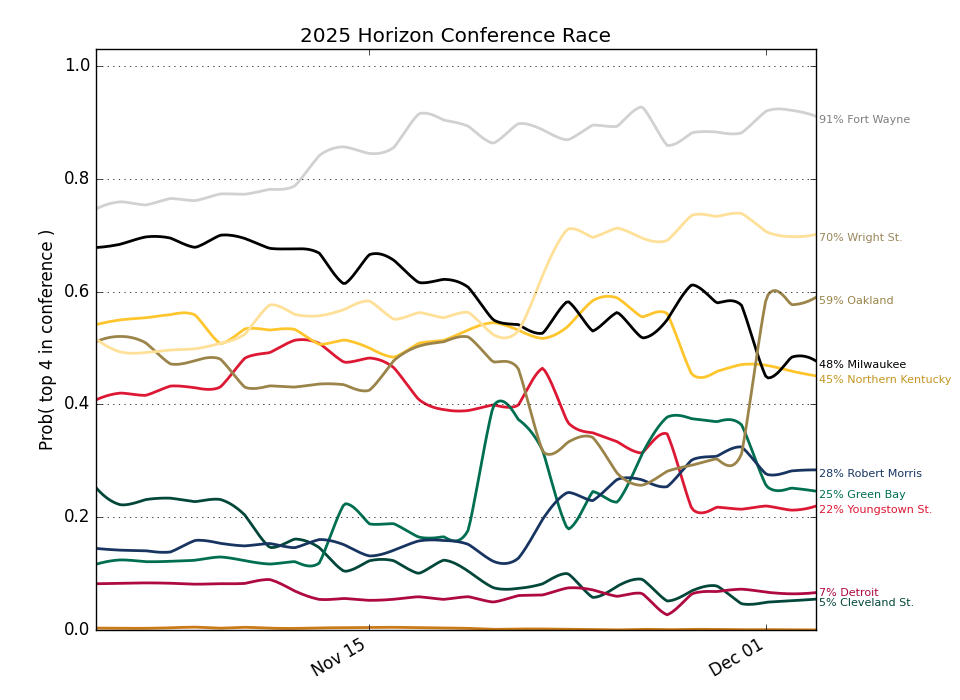 2025 Horizon Conference Race
Prob( top 4 in conference )
1.0
0.8
0.6
0.4
0.2
0.0
Nov 15
Dec 01
91% Fort Wayne
70% Wright St.
59% Oakland
48% Milwaukee
45% Northern Kentucky
28% Robert Morris
25% Green Bay
22% Youngstown St.
7% Detroit
5% Cleveland St.